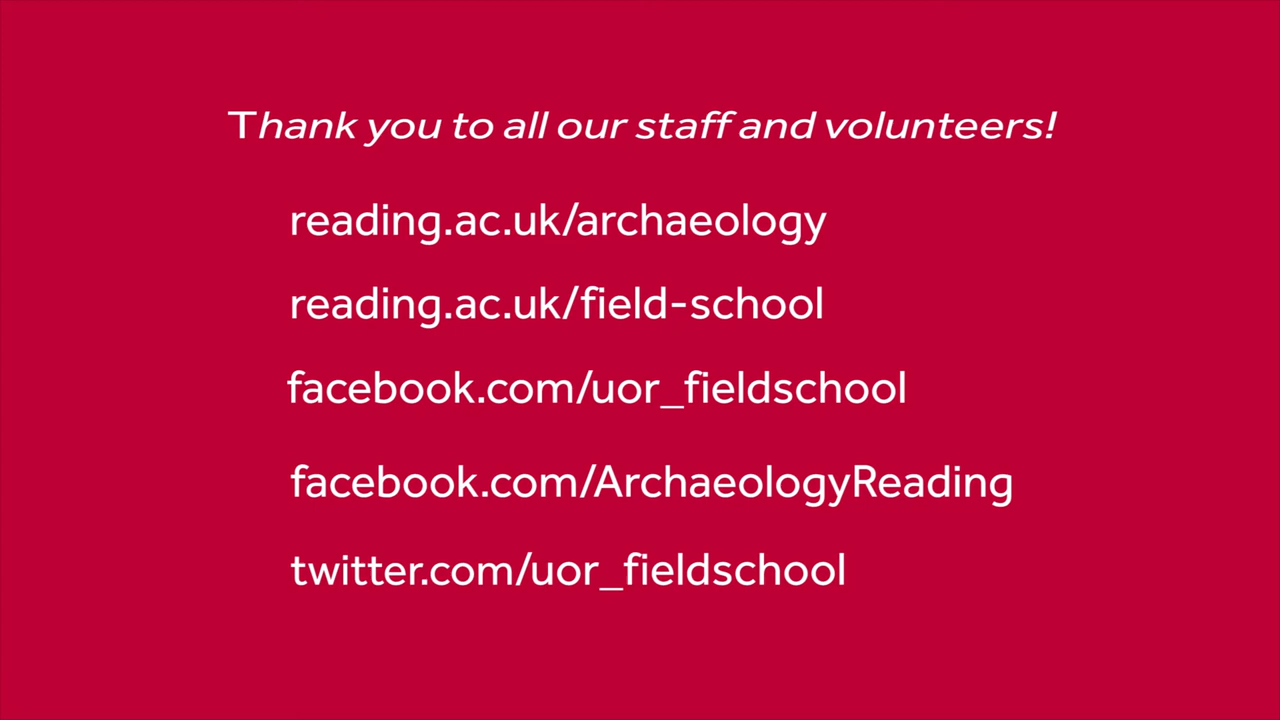 Thank you to all our staff and volunteers!
reading.ac.uk/archaeology
reading.ac.uk/field-school
facebook.com/uor_fieldschool
facebook.com/ArchaeologyReading
twitter.com/uor_fieldschool